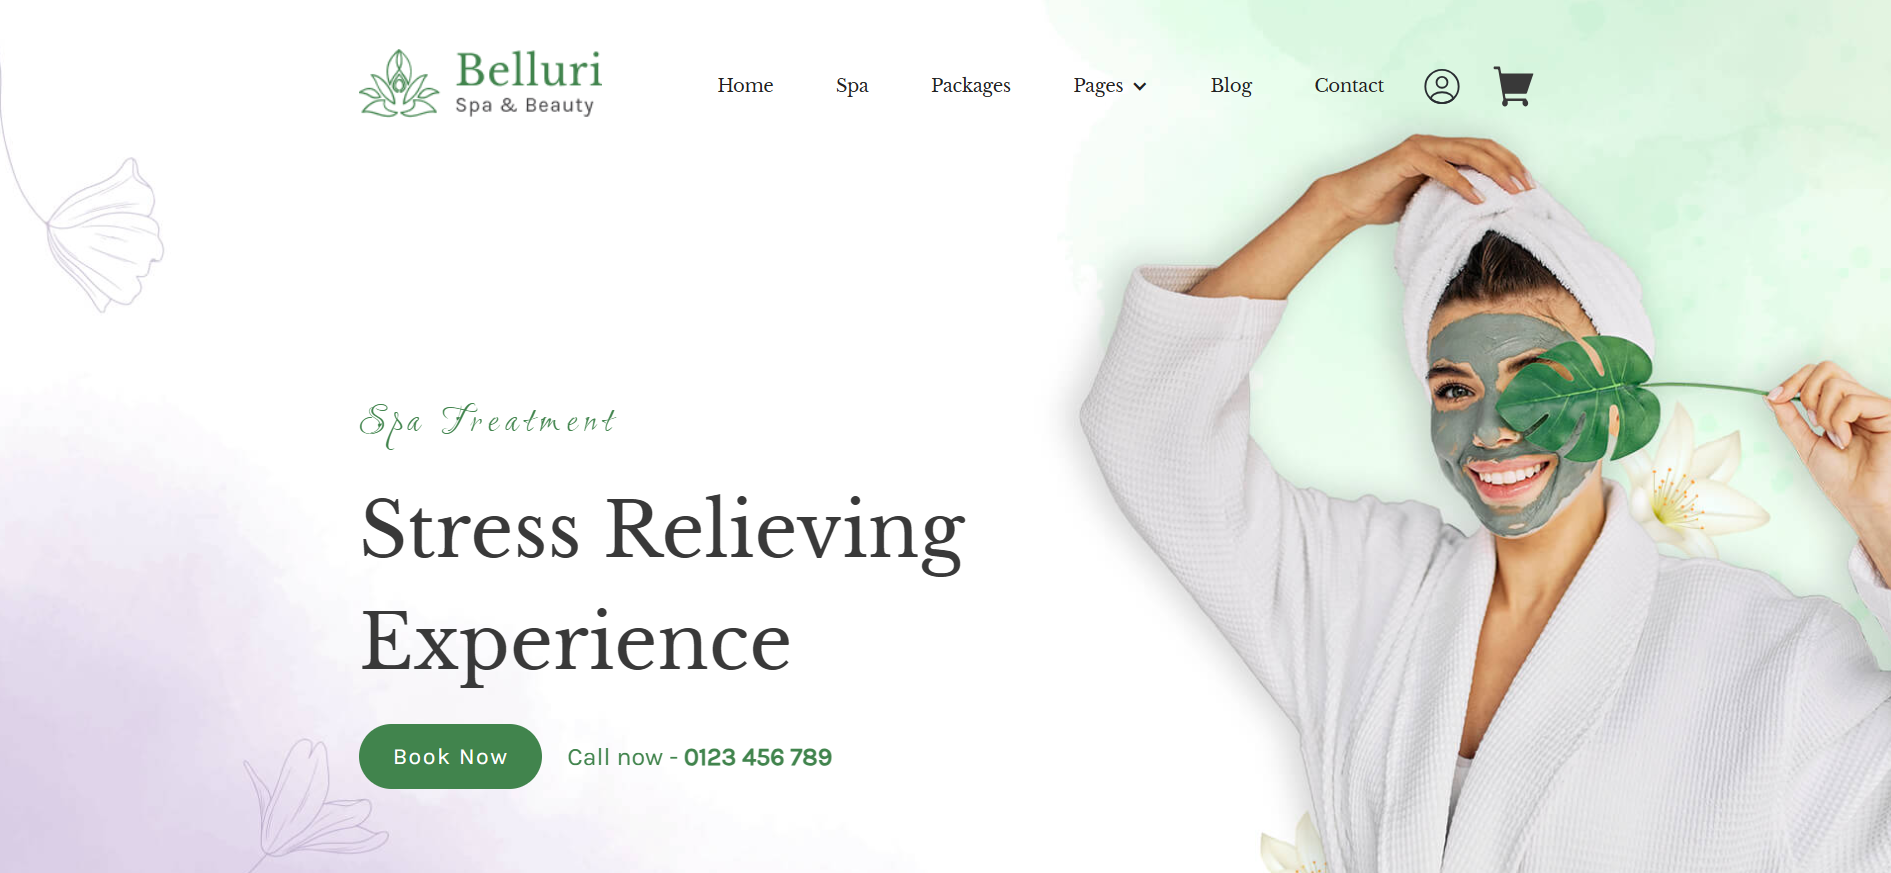 Belluri
Spa & Beauty
Home Spa Packages Pages Blog Contact
Spa Treatment
Stress Relieving
Experience
Book Now Call now - 0123 456 789